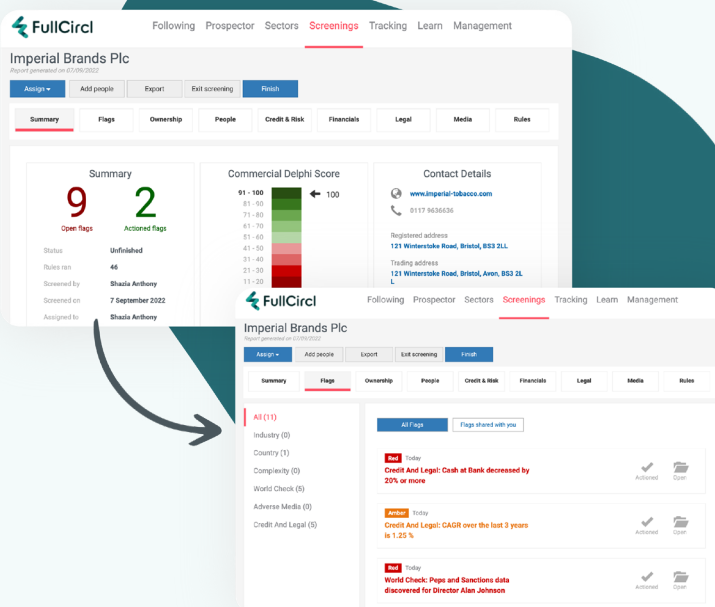 FullCircl
Following Prospector Sectors Screenings Tracking Learn Management
Imperial Brands Plc
Report generated on 07/09/2022
Assign Add people Export Exit screening Finish
Summary Flags Ownership People Credit & Risk Financials Legal Media Rules
Summary
9 2
Open flags Actioned flags
Status Unfinished
Rules ran 46
Screened by Shazia Anthony
Screened on 7 September 2022
Assigned to Shazia Anthony
Commercial Delphi Score
91 - 100 100
81 - 90
71 - 80
61 - 70
51 - 60
41 - 50
31 - 40
21 - 30
11 - 20
Contact Details
www.imperial-tobacco.com
0117 9636636
Registered address
121 Winterstoke Road, Bristol, BS3 2LL
Trading address
121 Winterstoke Road, Bristol, Avon, BS3 2L
L
FullCircl
Following Prospector Sectors Screenings Tracking Learn Management
Imperial Brands Plc
Report generated on 07/09/2022
Assign Add people Export Exit screening Finish
Summary Flags Ownership People Credit & Risk Financials Legal Media Rules
All (11)
Industry (0)
Country (1)
Complexity (0)
World Check (5)
Adverse Media (0)
Credit And Legal (5)
All Flags Flags shared with you
Red Today
Credit And Legal: Cash at Bank decreased by
20% or more
Actioned Open
Amber Today
Credit And Legal: CAGR over the last 3 years
is 1.25 %
Actioned Open
Red Today
World Check: Peps and Sanctions data
discovered for Director Alan Johnson
Actioned Open